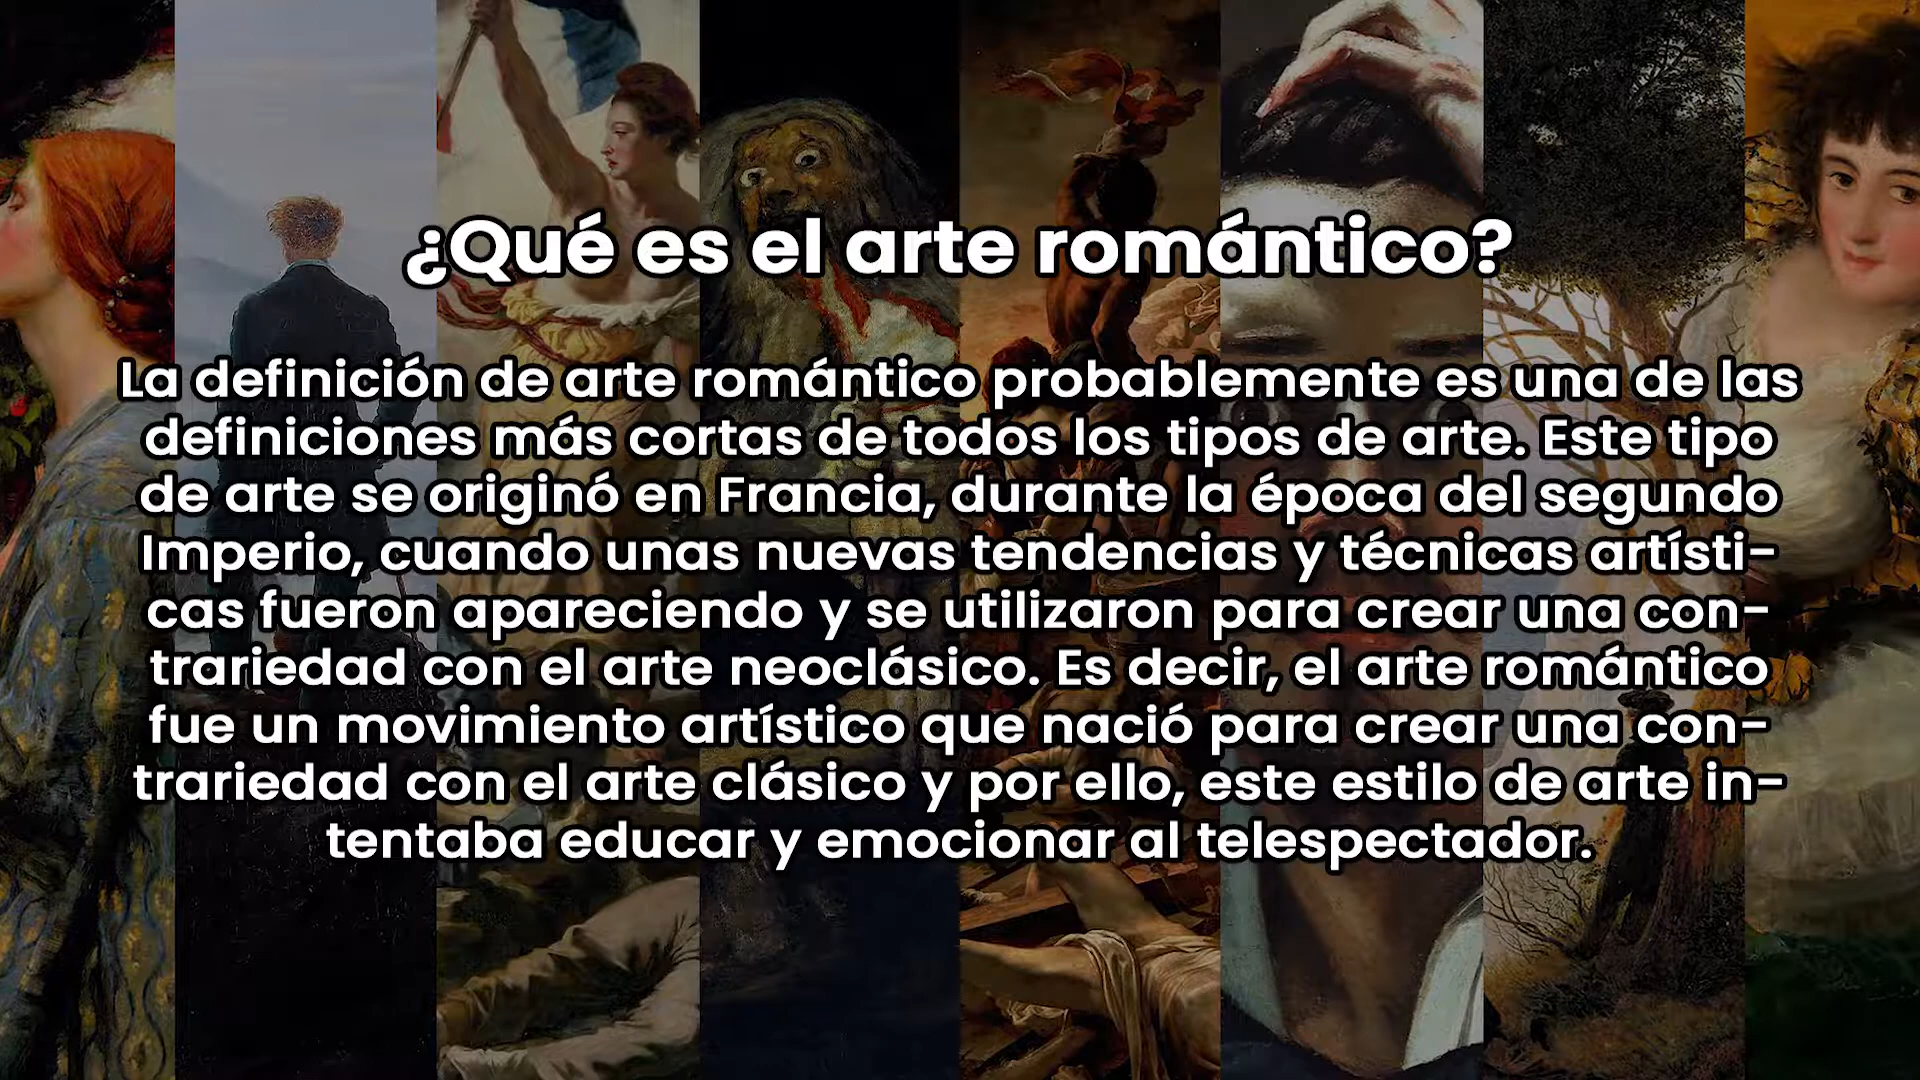 ¿Qué es el arte romántico?
La definición de arte romántico probablemente es una de las
definiciones más cortas de todos los tipos de arte. Este tipo
de arte se originó en Francia, durante la época del segundo
Imperio, cuando unas nuevas tendencias y técnicas artísti-
cas fueron apareciendo y se utilizaron para crear una con-
trariedad con el arte neoclásico. Es decir, el arte romántico
fue un movimiento artístico que nació para crear una con-
trariedad con el arte clásico y por ello, este estilo de arte in-
tentaba educar y emocionar al telespectador.